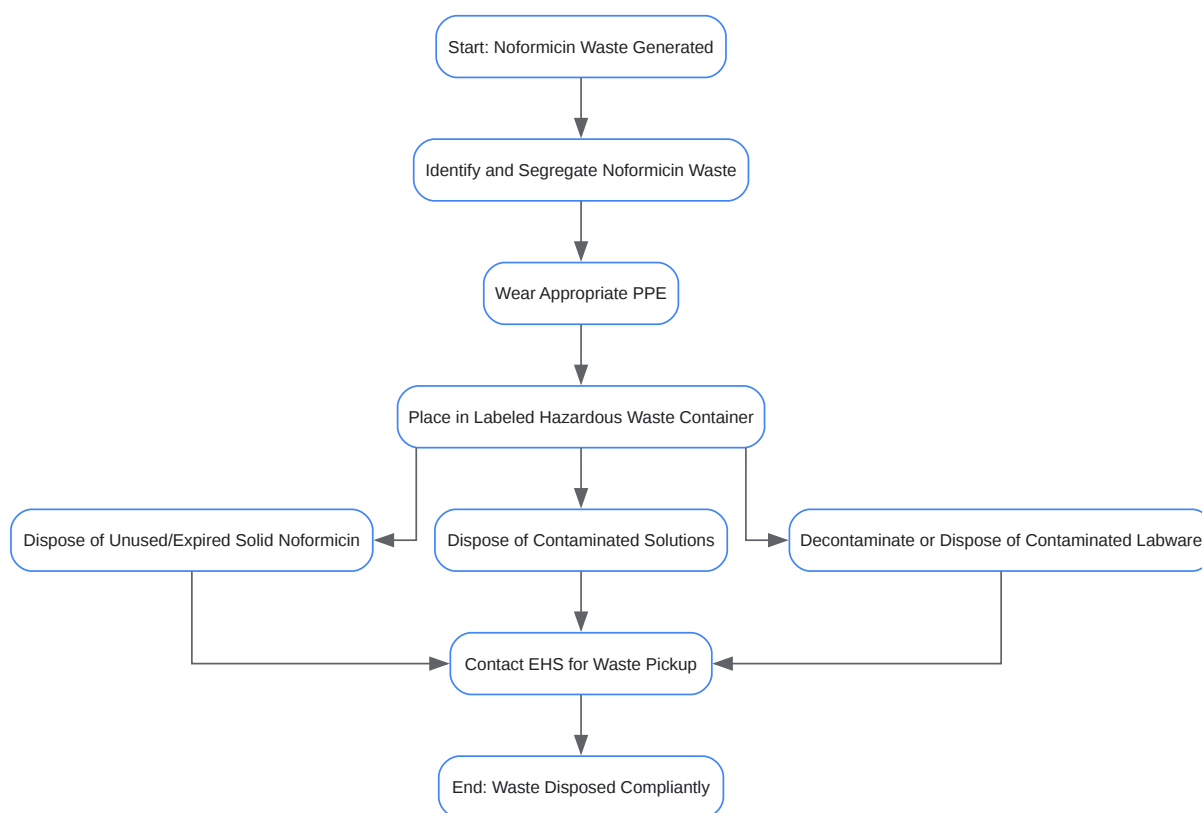 Start: Noformicin Waste Generated
Identify and Segregate Noformicin Waste
Wear Appropriate PPE
Place in Labeled Hazardous Waste Container
Dispose of Unused/Expired Solid Noformicin
Dispose of Contaminated Solutions
Decontaminate or Dispose of Contaminated Labware
Contact EHS for Waste Pickup
End: Waste Disposed Compliantly